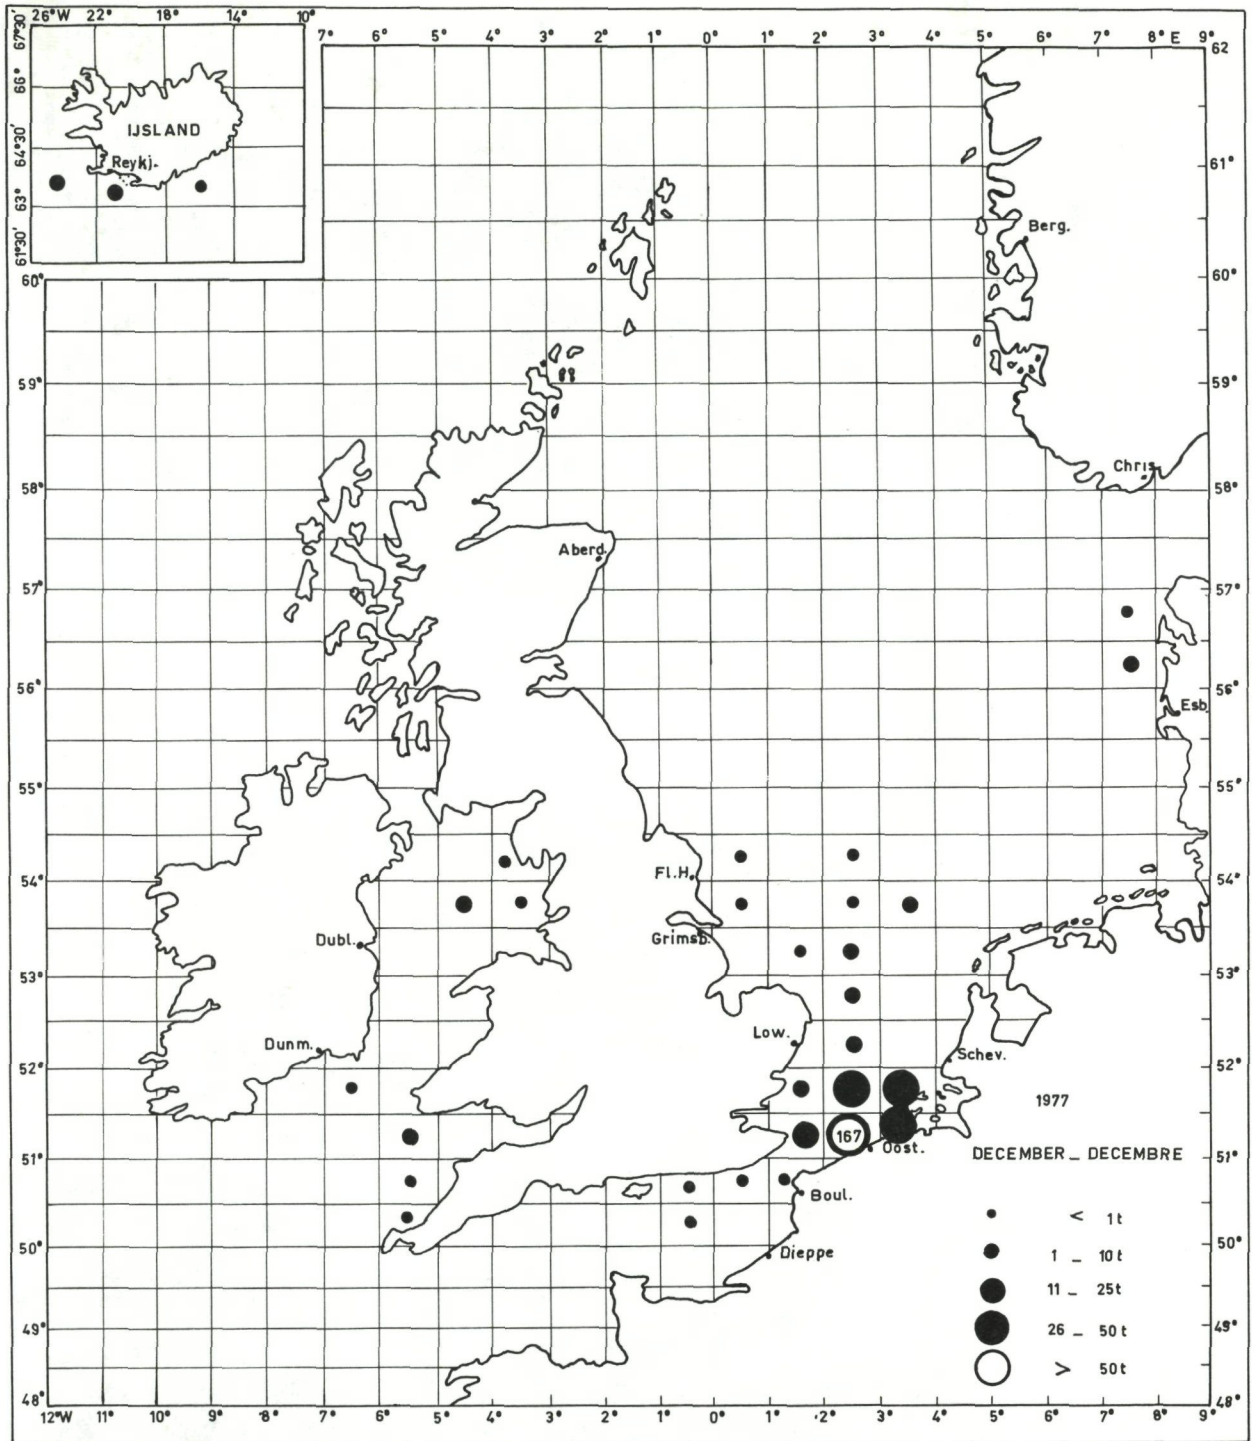 26°W 22° 18° 14° 10°
67°30'
66°
64°30'
63°
61°30'
IJSLAND
Reykj.
7° 6° 5° 4° 3° 2° 1° 0° 1° 2° 3° 4° 5° 6° 7° 8° E 9°
62
61°
60° 60°
59° 59°
58° 58°
57° 57°
56° 56°
55° 55°
54° 54°
53° 53°
52° 52°
51° 51°
50° 50°
49° 49°
48° 48°
Berg.
Chris
Aberd.
Esb.
Fl.H.
Grimsb.
Dubl.
Dunm.
Low.
Schev.
167
Oost.
Boul.
Dieppe
1977
DECEMBER _ DECEMBRE
< 1t
1 _ 10t
11 _ 25t
26 _ 50t
> 50t
12°W 11° 10° 9° 8° 7° 6° 5° 4° 3° 2° 1° 0° 1° 2° 3° 4° 5° 6° 7° 8° 9°